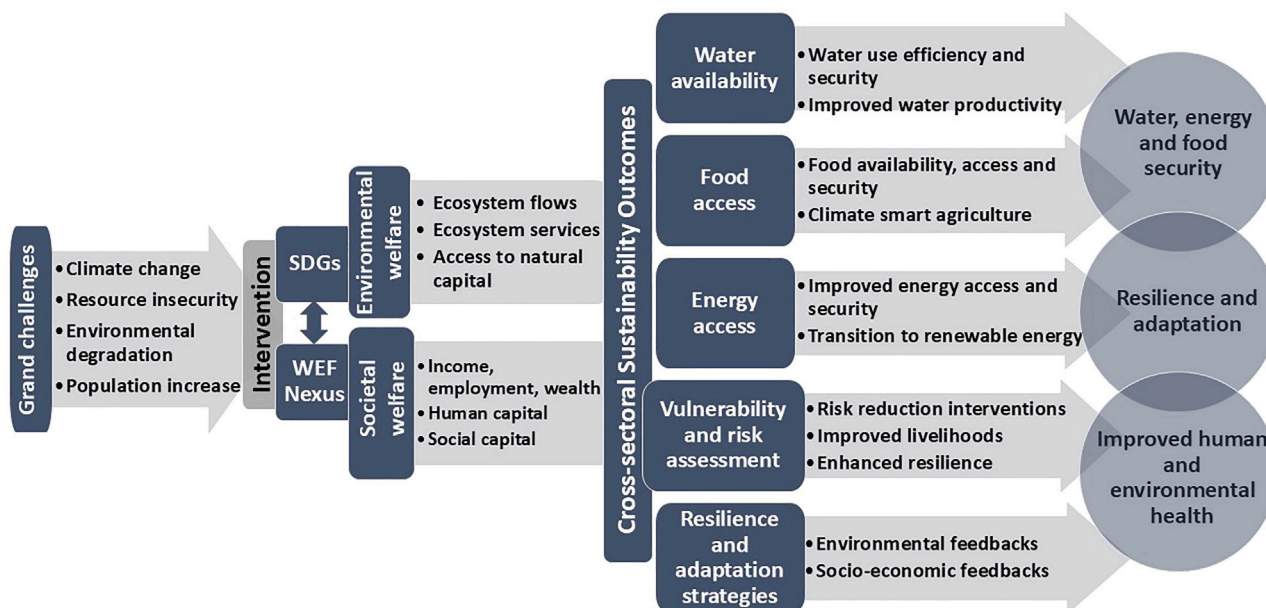 Grand challenges
• Climate change
• Resource insecurity
• Environmental
degradation
• Population increase
Intervention
SDGs
WEF
Nexus
Environmental
welfare
• Ecosystem flows
• Ecosystem services
• Access to natural
capital
Societal
welfare
• Income,
employment, wealth
• Human capital
• Social capital
Cross-sectoral Sustainability Outcomes
Water
availability
• Water use efficiency and
security
• Improved water productivity
Food
access
• Food availability, access and
security
• Climate smart agriculture
Energy
access
• Improved energy access and
security
• Transition to renewable energy
Vulnerability
and risk
assessment
• Risk reduction interventions
• Improved livelihoods
• Enhanced resilience
Resilience
and
adaptation
strategies
• Environmental feedbacks
• Socio-economic feedbacks
Water, energy
and food
security
Resilience and
adaptation
Improved human
and
environmental
health